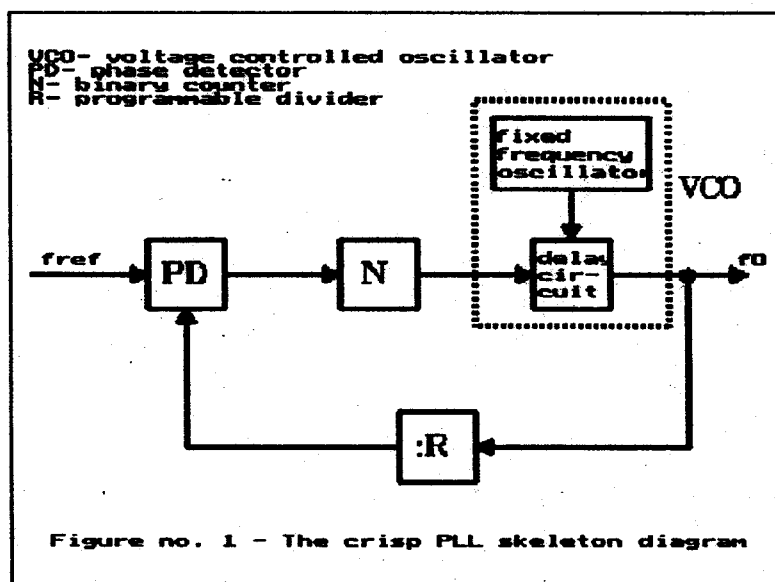 VCO- voltage controlled oscillator
PD- phase detector
N- binary counter
R- programmable divider
fixed
frequency
oscillator
VCO
fref
PD
N
delay
cir-
cuit
f0
:R
Figure no. 1 - The crisp PLL skeleton diagram